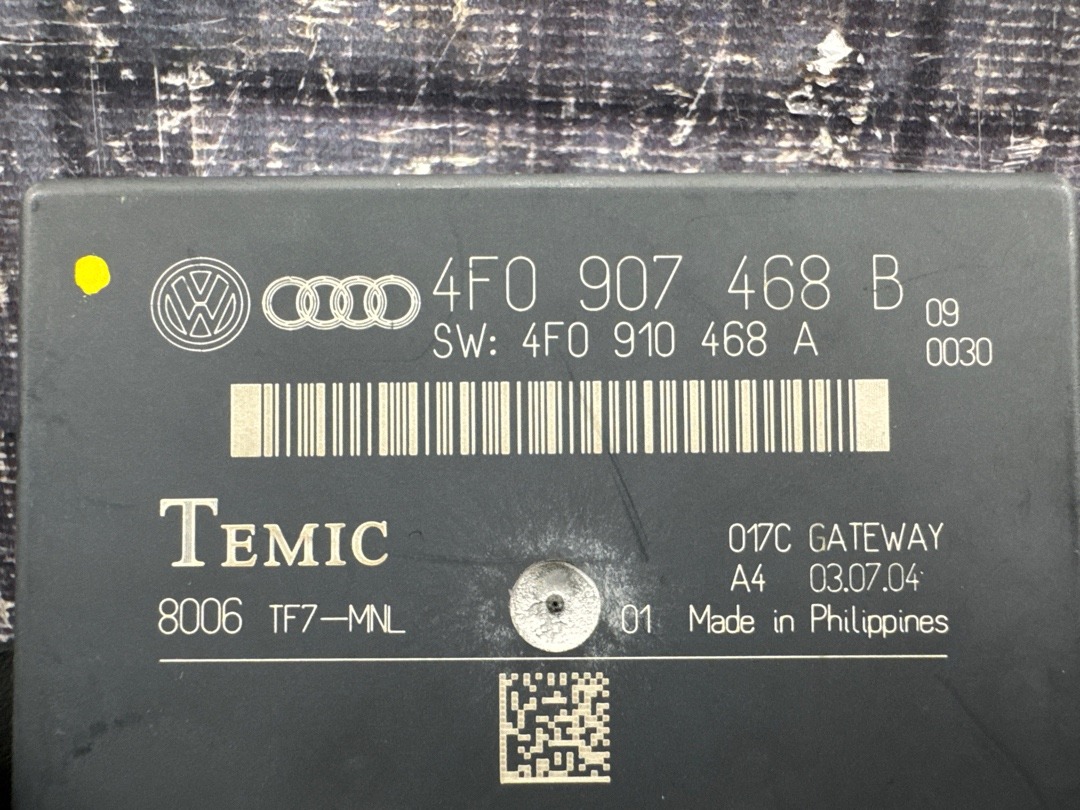 4F0 907 468 B
SW: 4F0 910 468 A
09
0030
TEMIC
017C GATEWAY
A4 03.07.04
8006 TF7-MNL
01 Made in Philippines